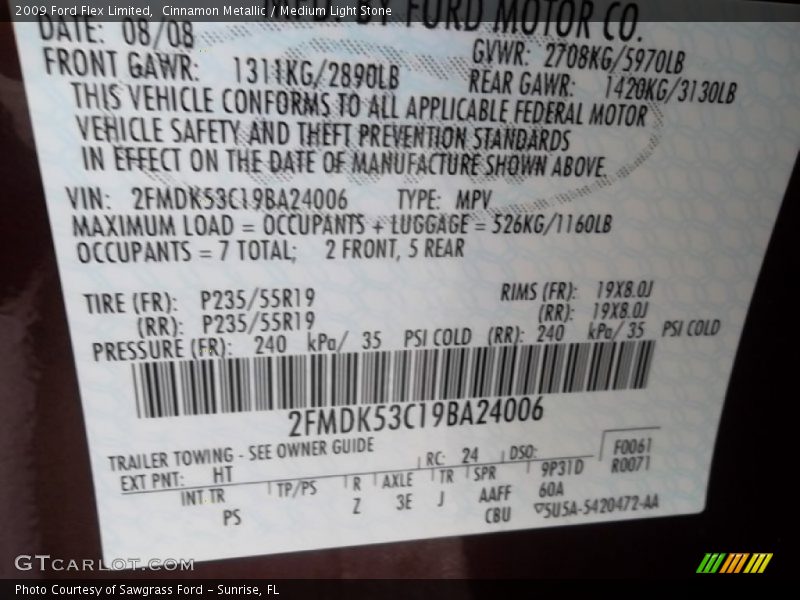 2009 Ford Flex Limited, Cinnamon Metallic / Medium Light Stone
MFD. BY FORD MOTOR CO.
DATE: 08/08
GVWR: 2708KG/5970LB
FRONT GAWR: 1311KG/2890LB
REAR GAWR: 1420KG/3130LB
THIS VEHICLE CONFORMS TO ALL APPLICABLE FEDERAL MOTOR
VEHICLE SAFETY AND THEFT PREVENTION STANDARDS
IN EFFECT ON THE DATE OF MANUFACTURE SHOWN ABOVE.
VIN: 2FMDK53C19BA24006 TYPE: MPV
MAXIMUM LOAD = OCCUPANTS + LUGGAGE = 526KG/1160LB
OCCUPANTS = 7 TOTAL; 2 FRONT, 5 REAR
TIRE (FR): P235/55R19 RIMS (FR): 19X8.0J
(RR): P235/55R19 (RR): 19X8.0J
PRESSURE (FR): 240 kPa/ 35 PSI COLD (RR): 240 kPa/ 35 PSI COLD
2FMDK53C19BA24006
TRAILER TOWING - SEE OWNER GUIDE
RC: 24 DSO: F0061
EXT PNT: HT R0071
INT TR TP/PS R AXLE TR SPR 9P31D
PS Z 3E J AAFF 60A
CBU 5U5A-5420472-AA
GTCARLOT.COM
Photo Courtesy of Sawgrass Ford - Sunrise, FL